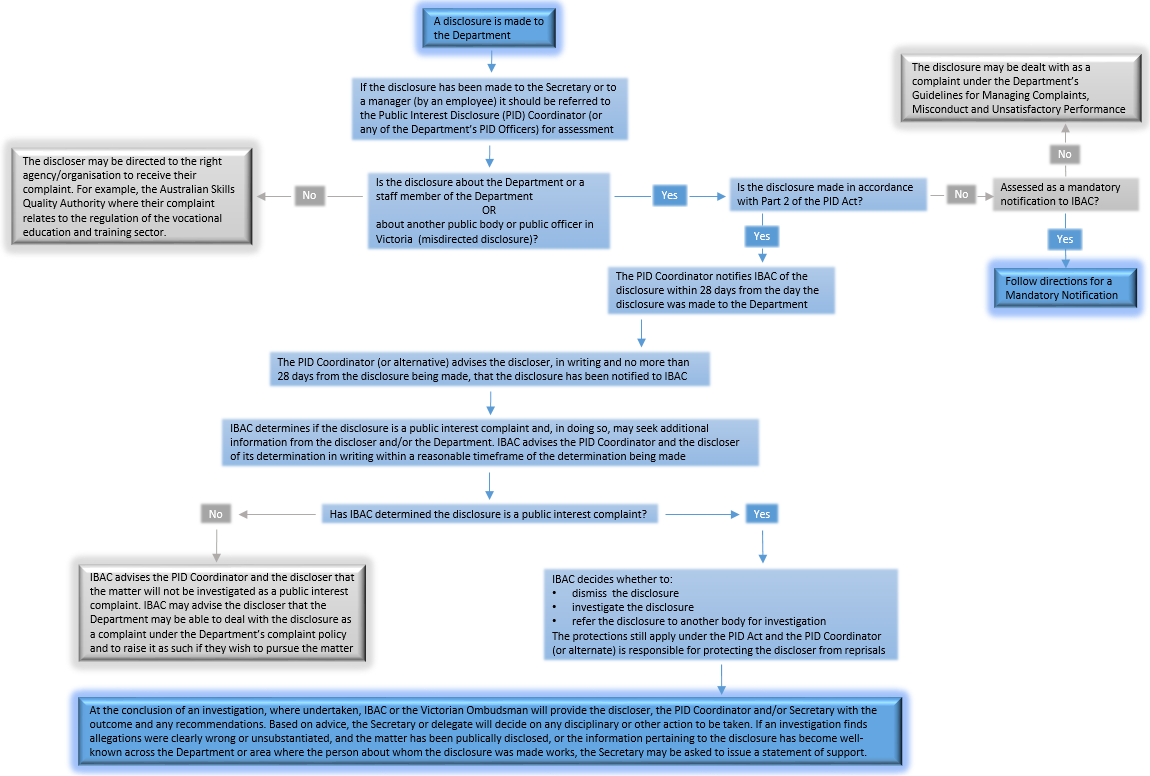 A disclosure is made to
the Department
If the disclosure has been made to the Secretary or to
a manager (by an employee) it should be referred to
the Public Interest Disclosure (PID) Coordinator (or
any of the Department's PID Officers) for assessment
The disclosure may be dealt with as a
complaint under the Department's
Guidelines for Managing Complaints,
Misconduct and Unsatisfactory Performance
No
The discloser may be directed to the right
agency/organisation to receive their
complaint. For example, the Australian Skills
Quality Authority where their complaint
relates to the regulation of the vocational
education and training sector.
No
Is the disclosure about the Department or a
staff member of the Department
OR
about another public body or public officer in
Victoria (misdirected disclosure)?
Yes
Is the disclosure made in accordance
with Part 2 of the PID Act?
No
Assessed as a mandatory
notification to IBAC?
Yes
Yes
Follow directions for a
Mandatory Notification
The PID Coordinator notifies IBAC of the
disclosure within 28 days from the day the
disclosure was made to the Department
The PID Coordinator (or alternative) advises the discloser, in writing and no more than
28 days from the disclosure being made, that the disclosure has been notified to IBAC
IBAC determines if the disclosure is a public interest complaint and, in doing so, may seek additional
information from the discloser and/or the Department. IBAC advises the PID Coordinator and the discloser
of its determination in writing within a reasonable timeframe of the determination being made
No
Has IBAC determined the disclosure is a public interest complaint?
Yes
IBAC advises the PID Coordinator and the discloser that
the matter will not be investigated as a public interest
complaint. IBAC may advise the discloser that the
Department may be able to deal with the disclosure as
a complaint under the Department's complaint policy
and to raise it as such if they wish to pursue the matter
IBAC decides whether to:
• dismiss the disclosure
• investigate the disclosure
• refer the disclosure to another body for investigation
The protections still apply under the PID Act and the PID Coordinator
(or alternate) is responsible for protecting the discloser from reprisals
At the conclusion of an investigation, where undertaken, IBAC or the Victorian Ombudsman will provide the discloser, the PID Coordinator and/or Secretary with the
outcome and any recommendations. Based on advice, the Secretary or delegate will decide on any disciplinary or other action to be taken. If an investigation finds
allegations were clearly wrong or unsubstantiated, and the matter has been publically disclosed, or the information pertaining to the disclosure has become well-
known across the Department or area where the person about whom the disclosure was made works, the Secretary may be asked to issue a statement of support.